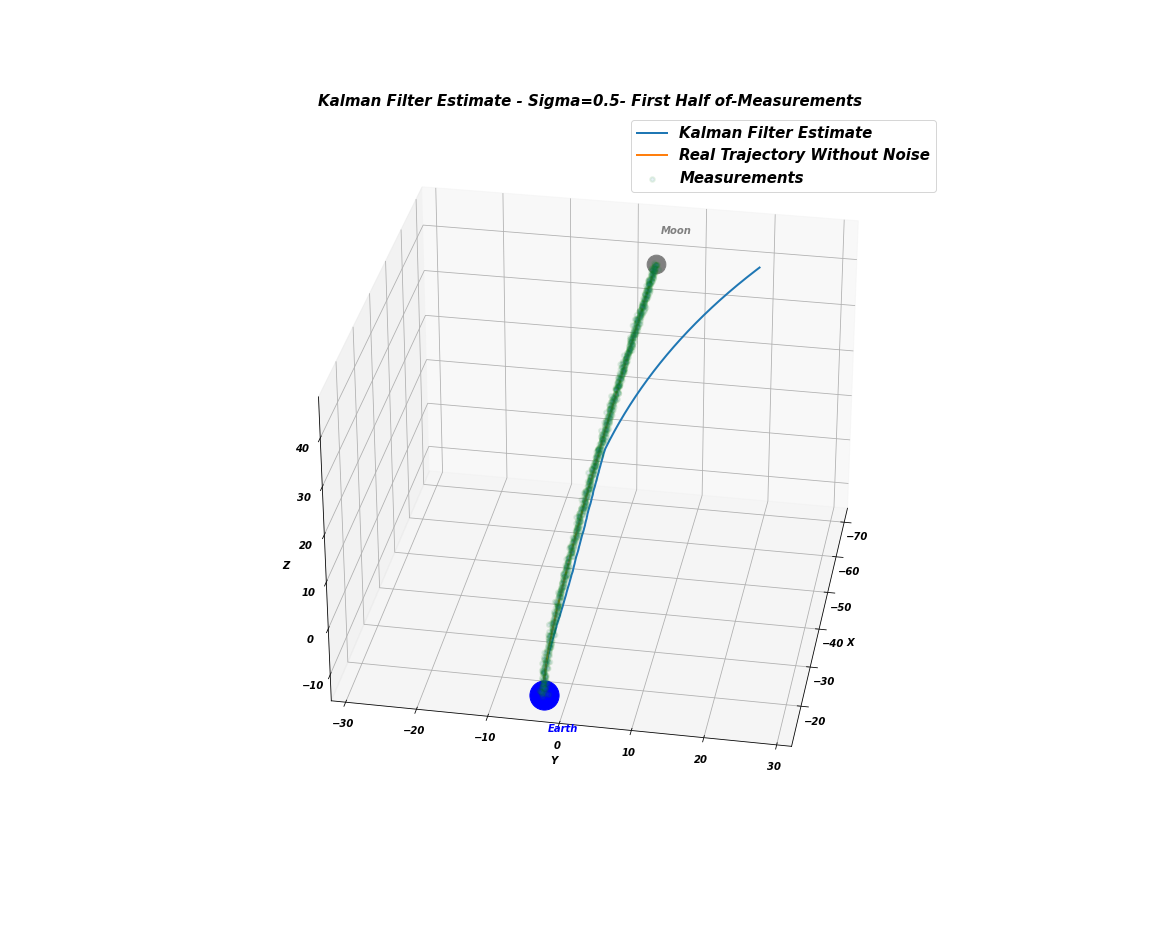 Kalman Filter Estimate - Sigma=0.5- First Half of-Measurements
Kalman Filter Estimate
Real Trajectory Without Noise
Measurements
Moon
40
30
20
Z
10
0
−10
−70
−60
−50
−40 X
−30
−20
Earth
−30
−20
−10
0
10
20
30
Y